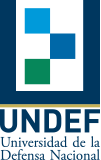 UNDEF
Universidad de la
Defensa Nacional